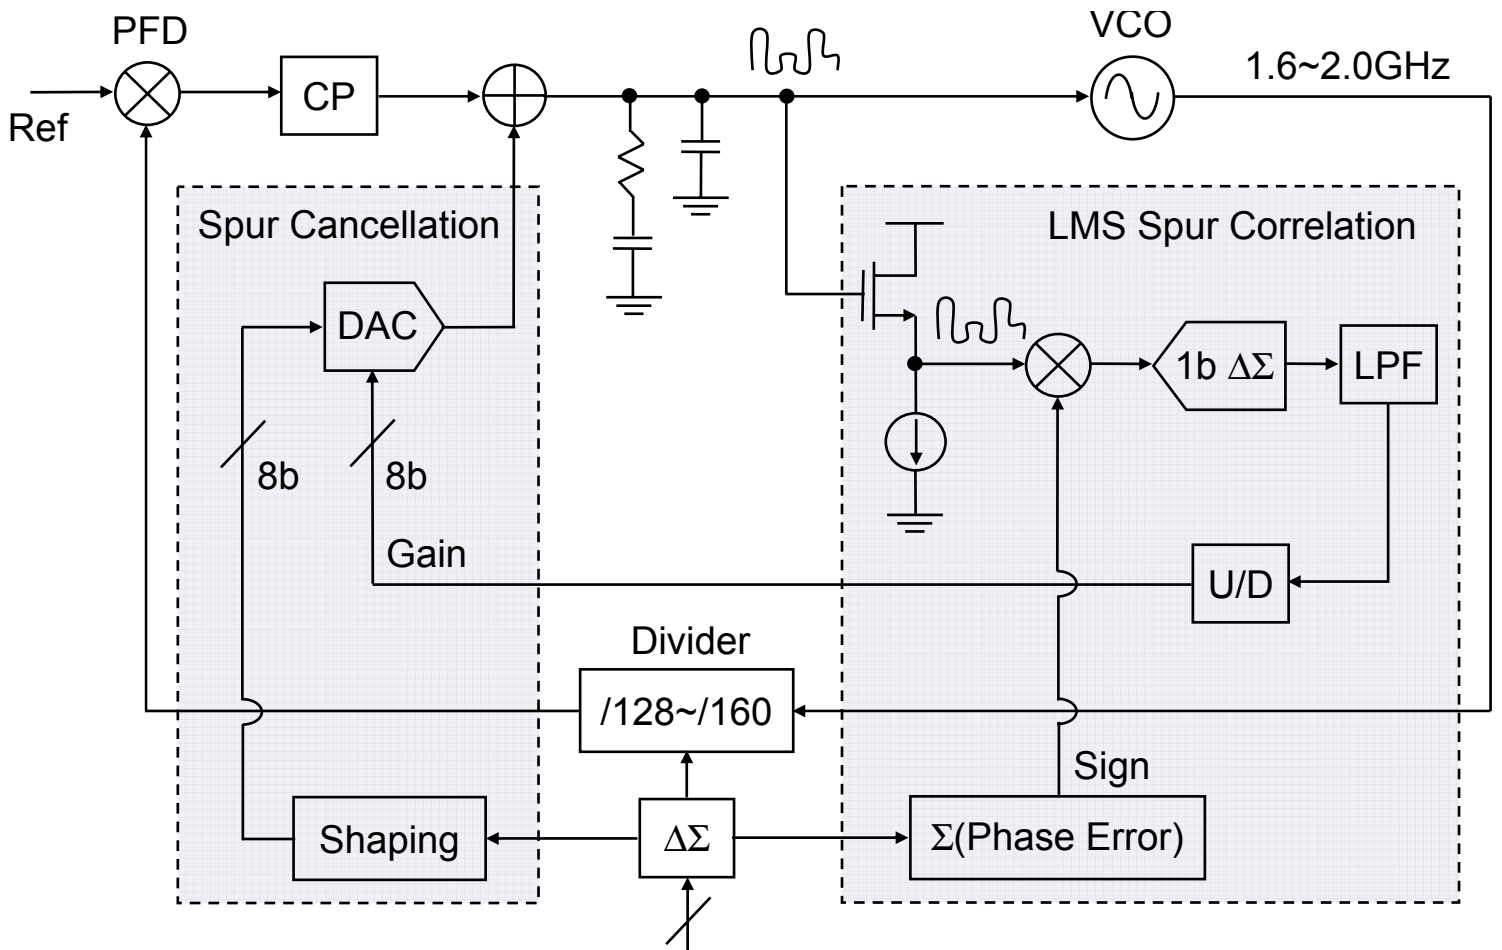 PFD
VCO
1.6~2.0GHz
CP
Ref
Spur Cancellation
LMS Spur Correlation
DAC
1b ΔΣ
LPF
8b
8b
Gain
U/D
Divider
/128~/160
Sign
Shaping
ΔΣ
Σ(Phase Error)